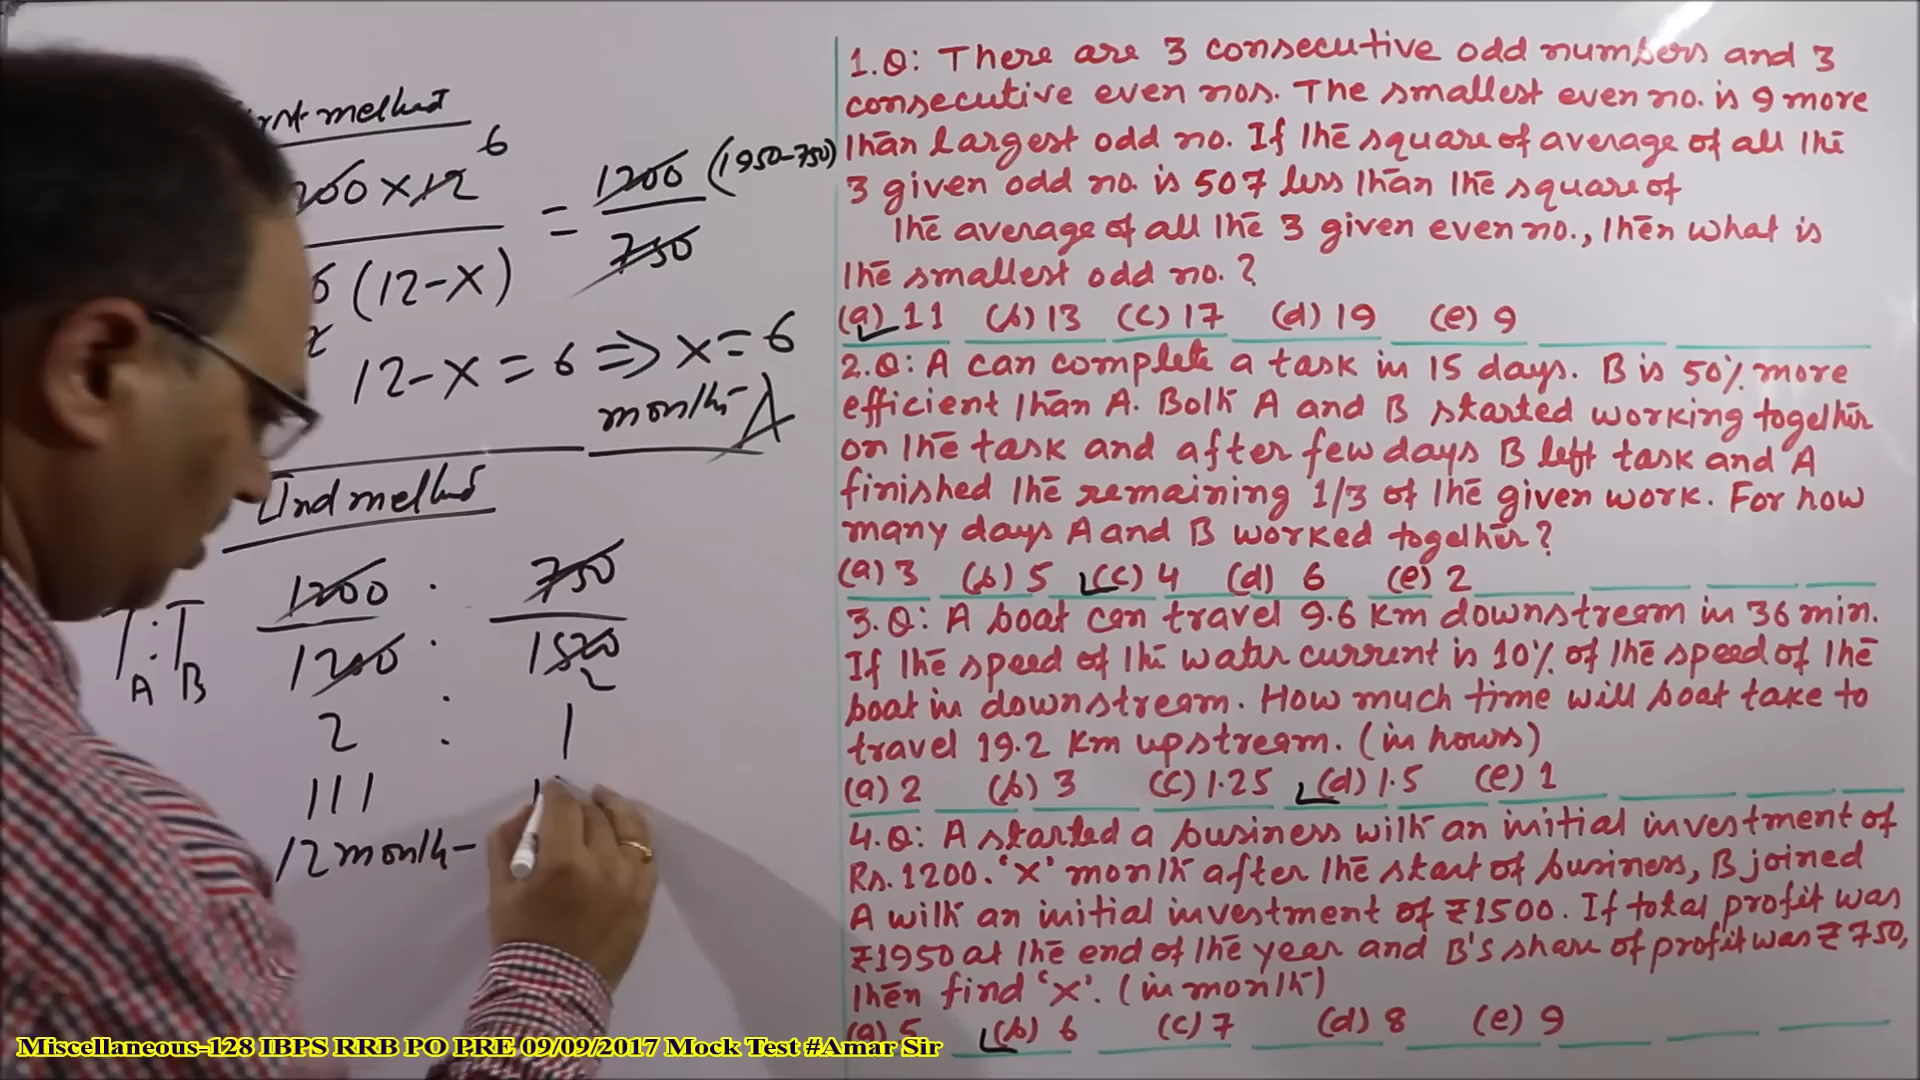 Irst method
200 × 12 6 = 1200 (1950-750)
6 (12-x) 750
12-x = 6 ⇒ x = 6
month A
IInd method
1200 : 750
T : T 1200 : 1500
A B 2
2 : 1
111
12 month
1.Q: There are 3 consecutive odd numbers and 3
consecutive even nos. The smallest even no. is 9 more
than largest odd no. If the square of average of all the
3 given odd no. is 507 less than the square of
the average of all the 3 given even no., then what is
the smallest odd no. ?
(a) 11 (b) 13 (c) 17 (d) 19 (e) 9
2.Q: A can complete a task in 15 days. B is 50% more
efficient than A. Both A and B started working together
on the task and after few days B left task and A
finished the remaining 1/3 of the given work. For how
many days A and B worked together?
(a) 3 (b) 5 (c) 4 (d) 6 (e) 2
3.Q: A boat can travel 9.6 km downstream in 36 min.
If the speed of the water current is 10% of the speed of the
boat in downstream. How much time will boat take to
travel 19.2 km upstream. (in hours)
(a) 2 (b) 3 (c) 1.25 (d) 1.5 (e) 1
4.Q: A started a business with an initial investment of
Rs. 1200. 'x' month after the start of business, B joined
A with an initial investment of ₹1500. If total profit was
₹1950 at the end of the year and B's share of profit was ₹750,
then find 'x'. (in month)
(a) 5 (b) 6 (c) 7 (d) 8 (e) 9
Miscellaneous-128 IBPS RRB PO PRE 09/09/2017 Mock Test #Amar Sir